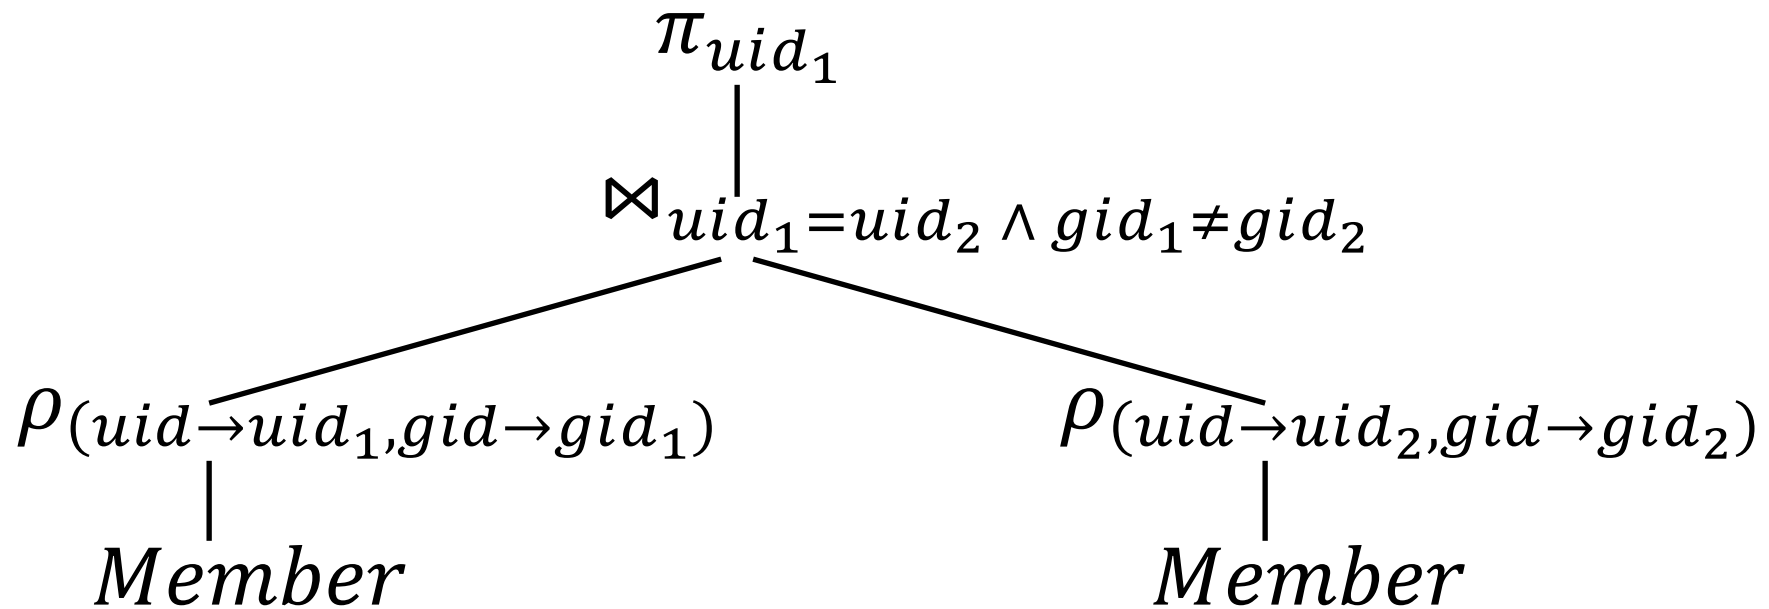 π_{uid_1}
⋈_{uid_1=uid_2 ∧ gid_1≠gid_2}
ρ_{(uid→uid_1,gid→gid_1)} ρ_{(uid→uid_2,gid→gid_2)}
Member Member